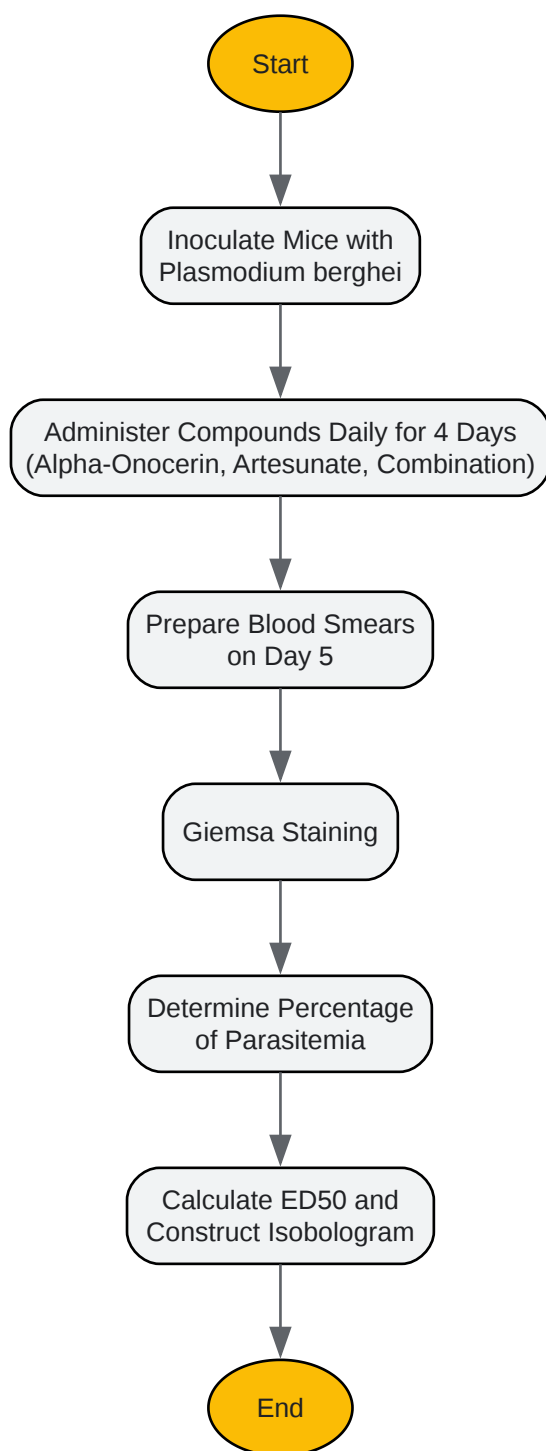 Start
Inoculate Mice with
Plasmodium berghei
Administer Compounds Daily for 4 Days
(Alpha-Onocerin, Artesunate, Combination)
Prepare Blood Smears
on Day 5
Giemsa Staining
Determine Percentage
of Parasitemia
Calculate ED50 and
Construct Isobologram
End